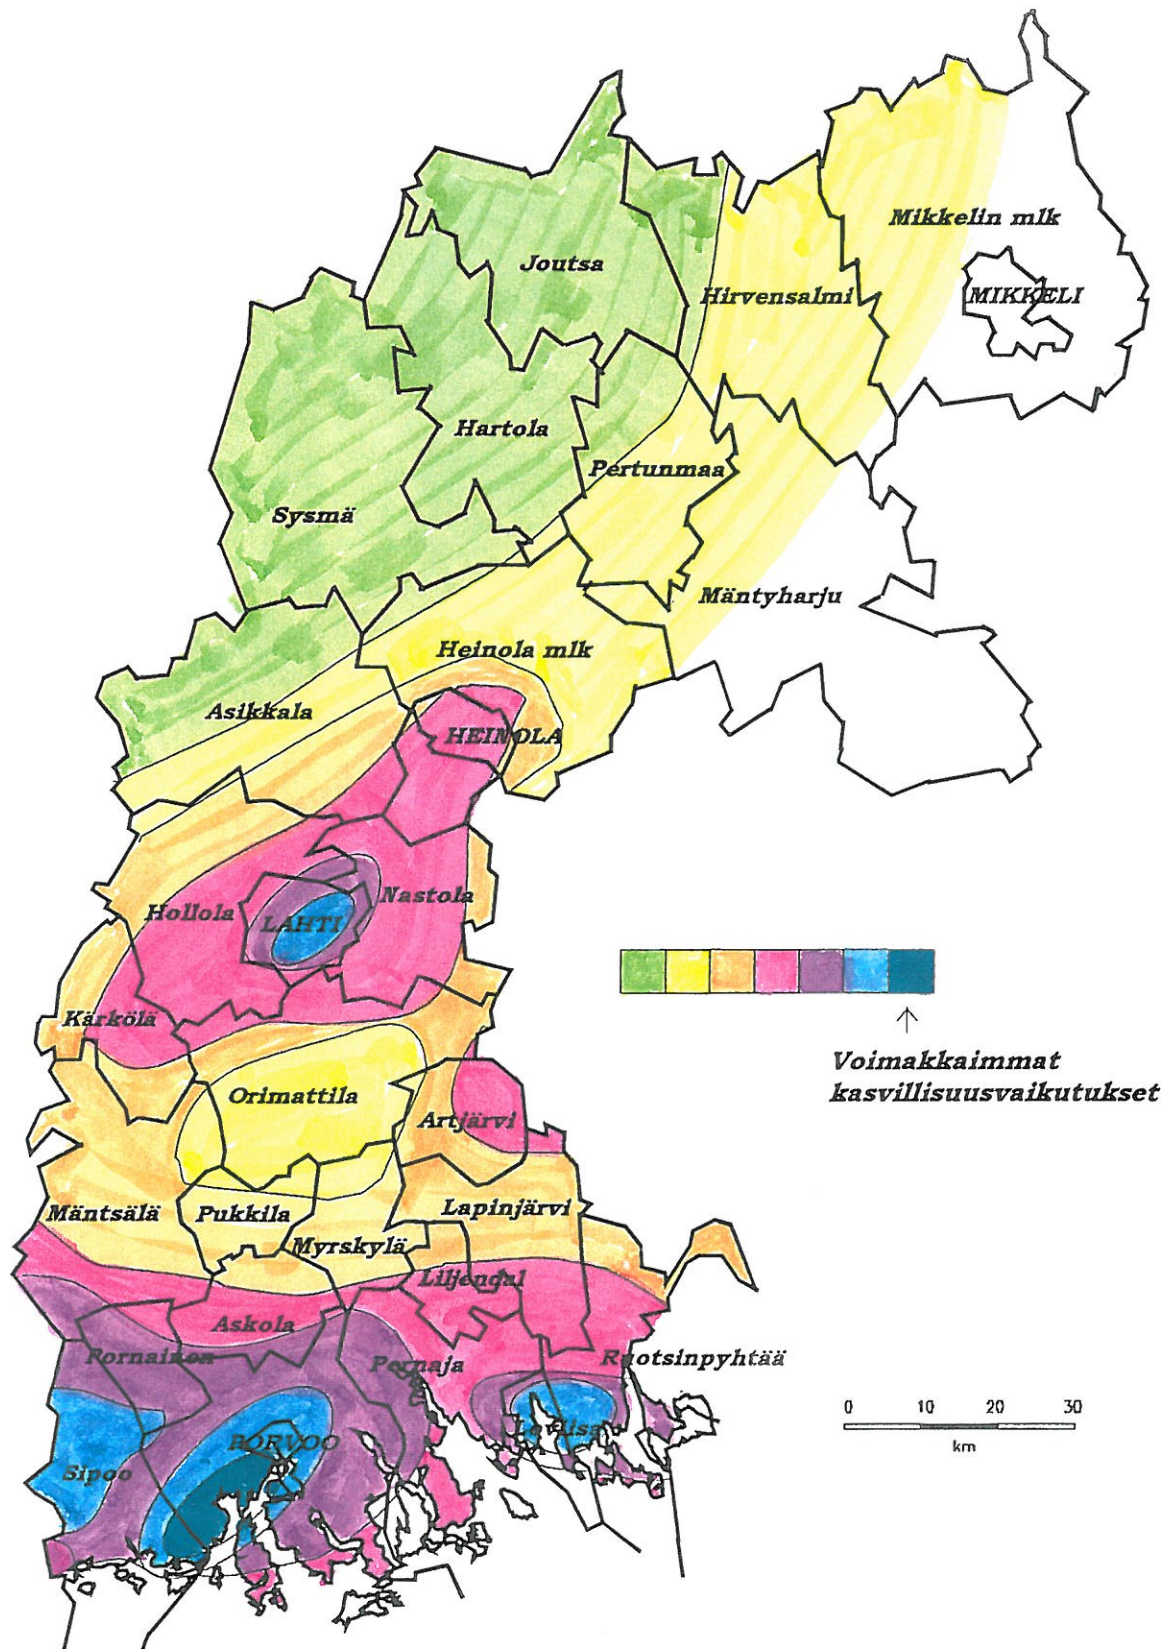 Mikkelin mlk
Joutsa
Hirvensalmi
MIKKELI
Hartola
Pertunmaa
Sysmä
Mäntyharju
Heinola mlk
Asikkala
HEINOLA
Hollola
LAHTI
Nastola
Kärkölä
Voimakkaimmat
kasvillisuusvaikutukset
Orimattila
Artjärvi
Mäntsälä
Pukkila
Lapinjärvi
Myrskylä
Liljendal
Askola
Pornainen
Pernaja
Ruotsinpyhtää
0 10 20 30
km
Loviisa
PORVOO
Sipoo